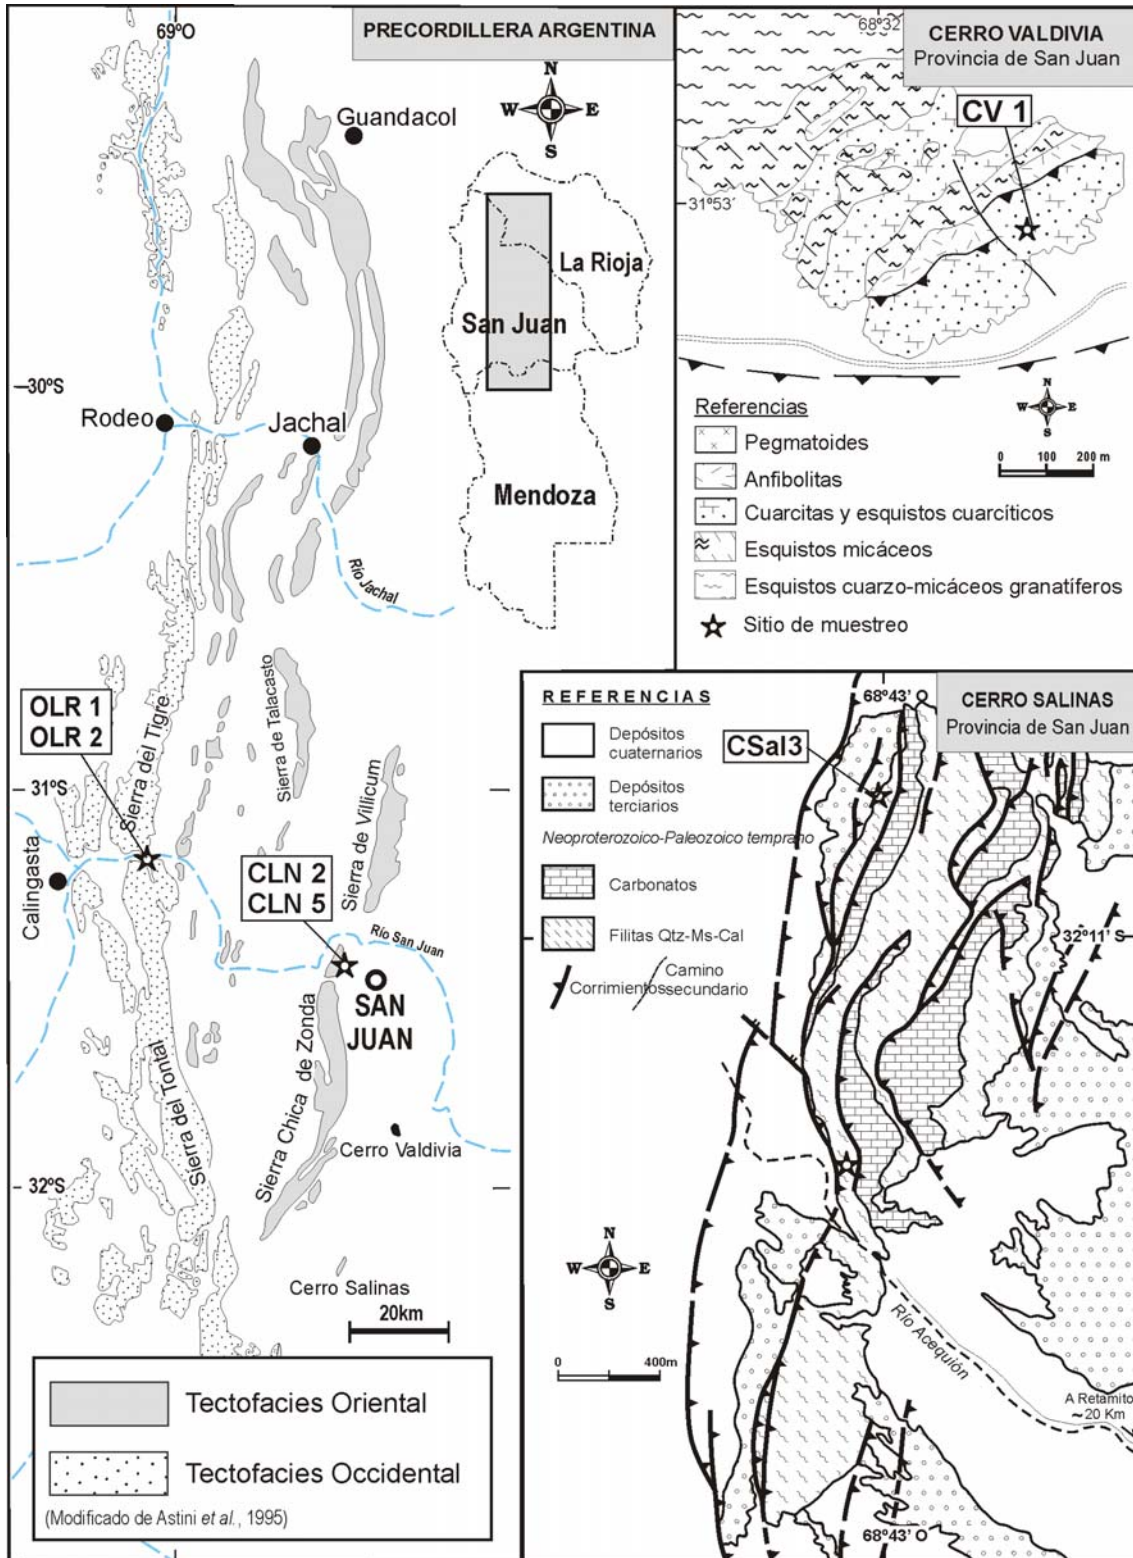 PRECORDILLERA ARGENTINA
69ºO
N
W
E
S
Guandacol
La Rioja
San Juan
30ºS
Rodeo
Jachal
Mendoza
Río Jachal
OLR 1
OLR 2
Sierra del Tigre
Sierra de Talacasto
31ºS
Sierra de Villicum
Calingasta
CLN 2
CLN 5
Río San Juan
SAN
JUAN
Sierra Chica de Zonda
Sierra del Tontal
Cerro Valdivia
32ºS
Cerro Salinas
20km
Tectofacies Oriental
Tectofacies Occidental
(Modificado de Astini et al., 1995)
68º32´
CERRO VALDIVIA
Provincia de San Juan
CV 1
31º53´
Referencias
Pegmatoides
Anfibolitas
Cuarcitas y esquistos cuarcíticos
Esquistos micáceos
Esquistos cuarzo-micáceos granatíferos
Sitio de muestreo
N
W
E
S
0 100 200 m
REFERENCIAS
Depósitos
cuaternarios
Depósitos
terciarios
Neoproterozoico-Paleozoico temprano
Carbonatos
Filitas Qtz-Ms-Cal
Corrimientos
Camino
secundario
68º43' O
CERRO SALINAS
Provincia de San Juan
CSal3
32º11' S
N
W
E
S
0 400m
Río Acequión
A Retamito
~20 Km
68º43' O